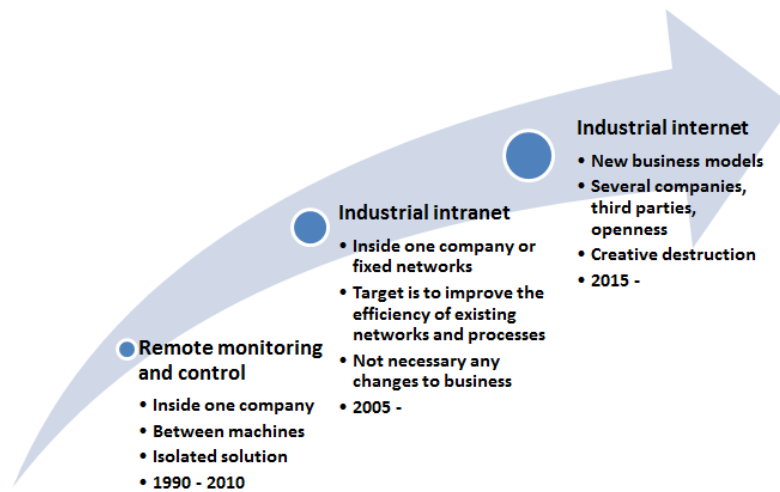 Industrial internet
• New business models
• Several companies,
third parties,
openness
• Creative destruction
• 2015 -
Industrial intranet
• Inside one company or
fixed networks
• Target is to improve the
efficiency of existing
networks and processes
• Not necessary any
changes to business
• 2005 -
Remote monitoring
and control
• Inside one company
• Between machines
• Isolated solution
• 1990 - 2010